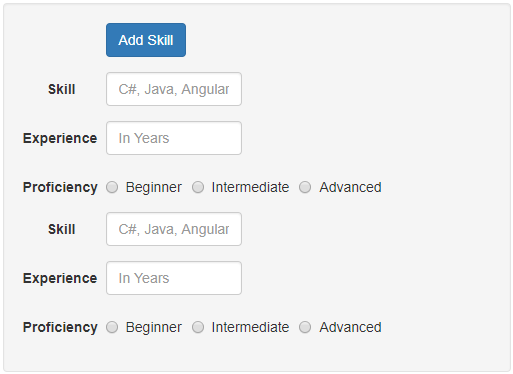 Add Skill
Skill C#, Java, Angular
Experience In Years
Proficiency Beginner Intermediate Advanced
Skill C#, Java, Angular
Experience In Years
Proficiency Beginner Intermediate Advanced